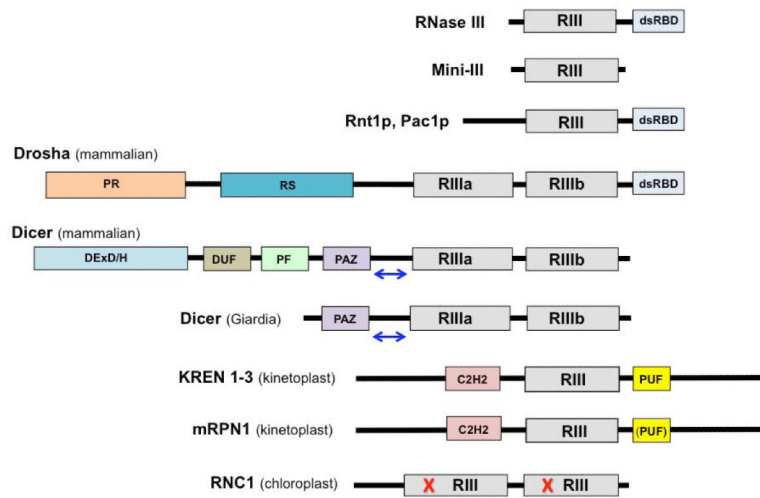 RNase III RIII dsRBD
Mini-III RIII
Rnt1p, Pac1p RIII dsRBD
Drosha (mammalian)
PR RS RIIIa RIIIb dsRBD
Dicer (mammalian)
DExD/H DUF PF PAZ RIIIa RIIIb
Dicer (Giardia) PAZ RIIIa RIIIb
KREN 1-3 (kinetoplast) C2H2 RIII PUF
mRPN1 (kinetoplast) C2H2 RIII (PUF)
RNC1 (chloroplast) X RIII X RIII